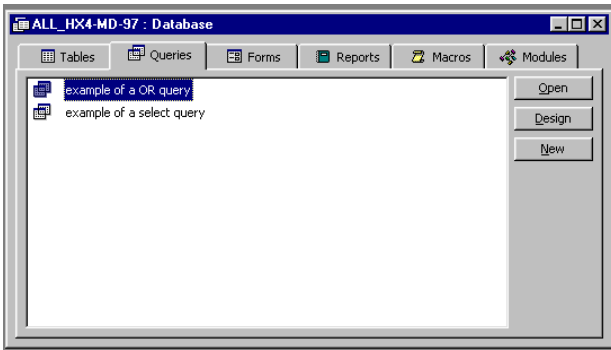 ALL_HX4-MD-97 : Database
Tables Queries Forms Reports Macros Modules
example of a OR query
example of a select query
Open
Design
New